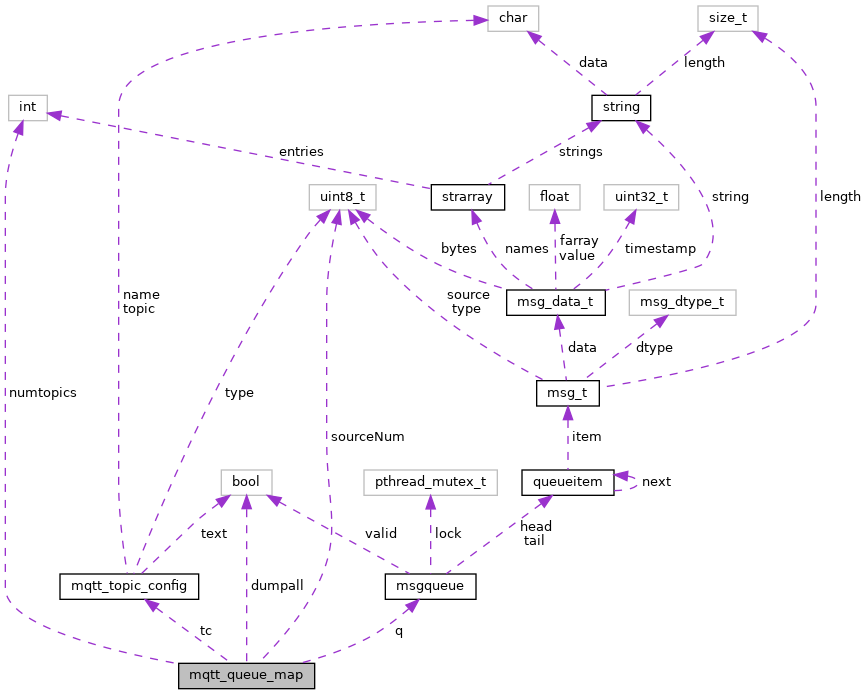 char
size_t
data
length
int
string
entries
strings
uint8_t
strarray
float
uint32_t
string
length
bytes
names
farray
value
timestamp
name
topic
source
type
msg_data_t
msg_dtype_t
data
dtype
numtopics
type
msg_t
sourceNum
item
bool
pthread_mutex_t
queueitem
next
text
valid
lock
head
tail
mqtt_topic_config
dumpall
msgqueue
tc
q
mqtt_queue_map